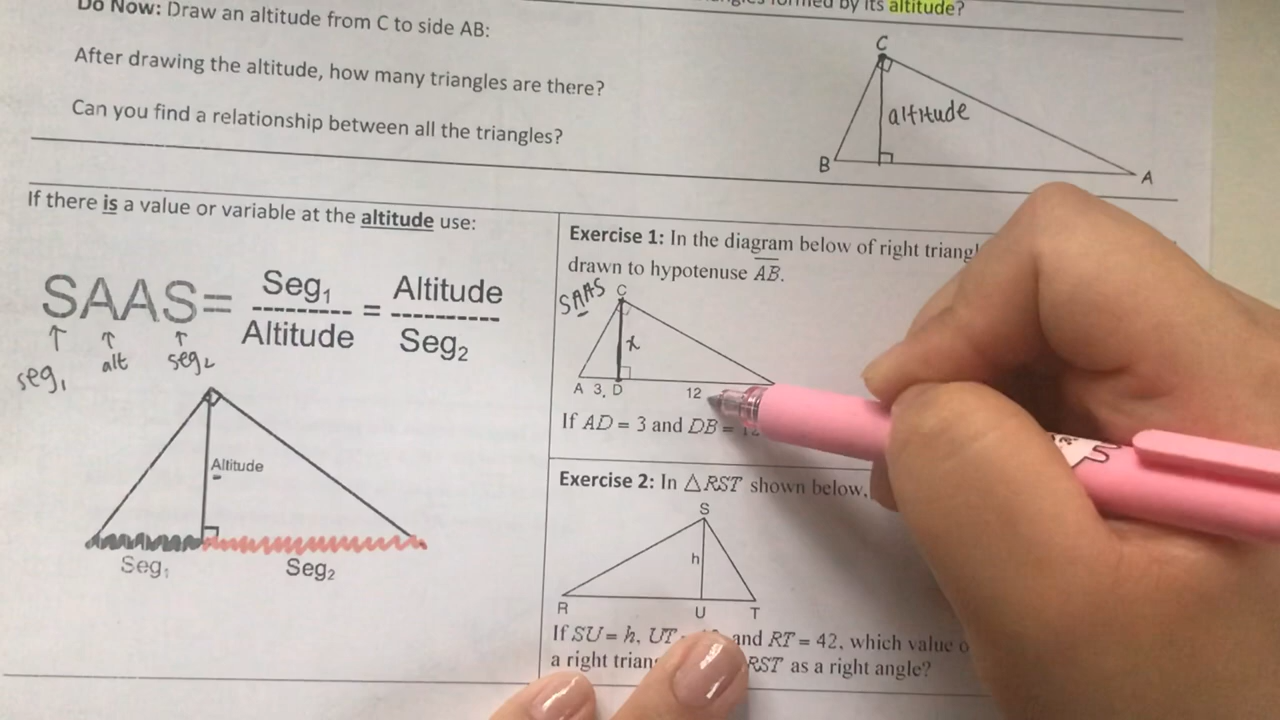 formed by its altitude?
Do Now: Draw an altitude from C to side AB:
After drawing the altitude, how many triangles are there?
Can you find a relationship between all the triangles?
C
altitude
B
A
If there is a value or variable at the altitude use:
SAAS= Seg₁ / Altitude = Altitude / Seg₂
seg₁
alt
seg₂
Altitude
Seg₁
Seg₂
Exercise 1: In the diagram below of right
drawn to hypotenuse AB.
SAAS
C
x
A 3 D
12
If AD = 3 and DB =
Exercise 2: In △RST shown below,
S
h
R
U
T
If SU = h, UT and RT = 42, which value
a right RST as a right angle?